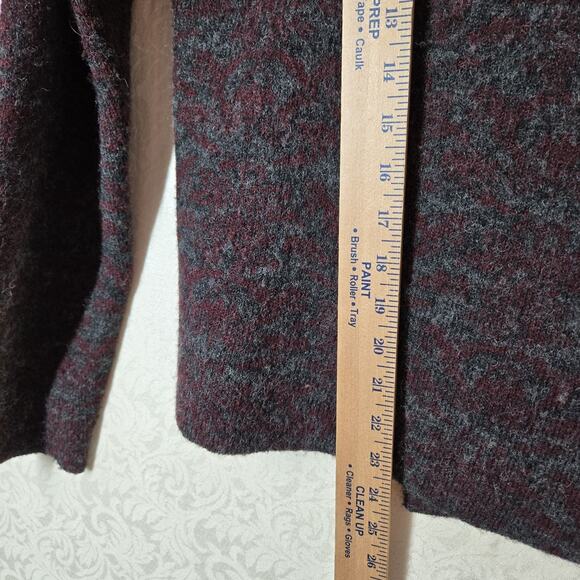 PREP
Tape • Caulk
PAINT
• Brush • Roller • Tray
CLEAN UP
• Cleaner • Rags • Gloves
13
14
15
16
17
18
19
20
21
22
23
24
25
26